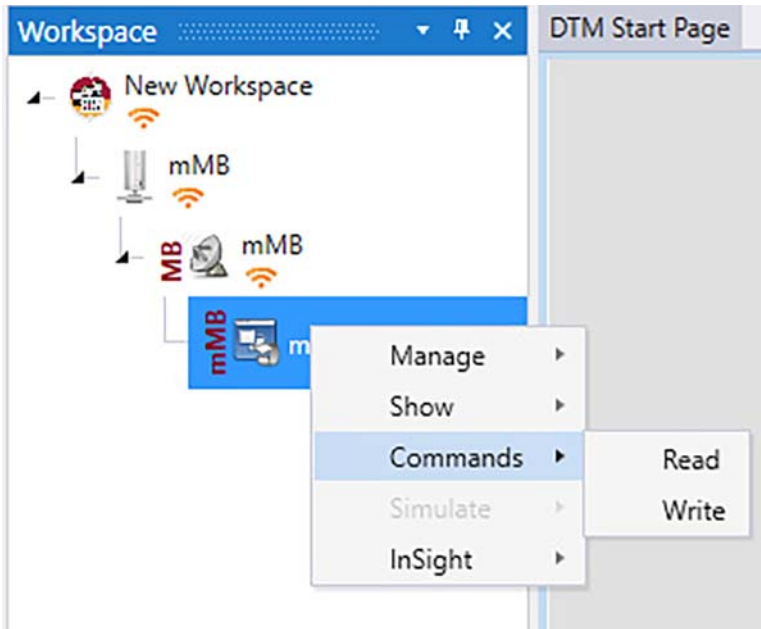 Workspace
DTM Start Page
New Workspace
mMB
MB
mMB
mMB
m
Manage
Show
Commands
Read
Simulate
Write
InSight